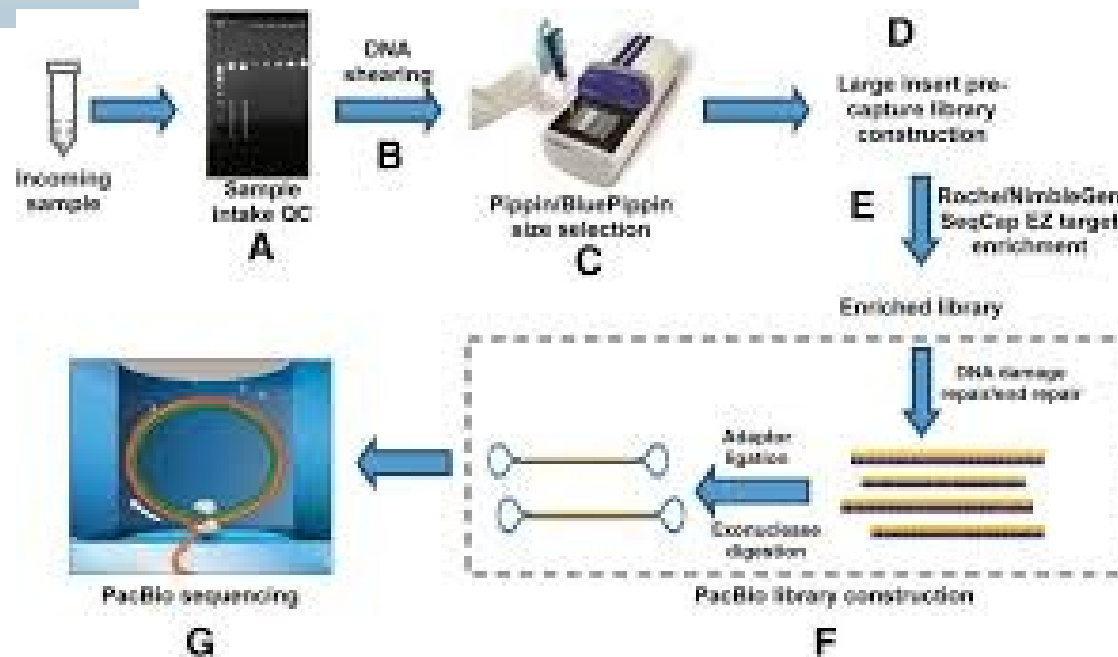 Incoming
sample
Sample
intake QC
A
DNA
shearing
B
Pippin/BluePippin
size selection
C
D
Large insert pre-
capture library
construction
E
Roche/NimbleGen
SeqCap EZ target
enrichment
Enriched library
DNA damage
repair/end repair
Adaptor
ligation
Exonuclease
digestion
PacBio library construction
F
PacBio sequencing
G